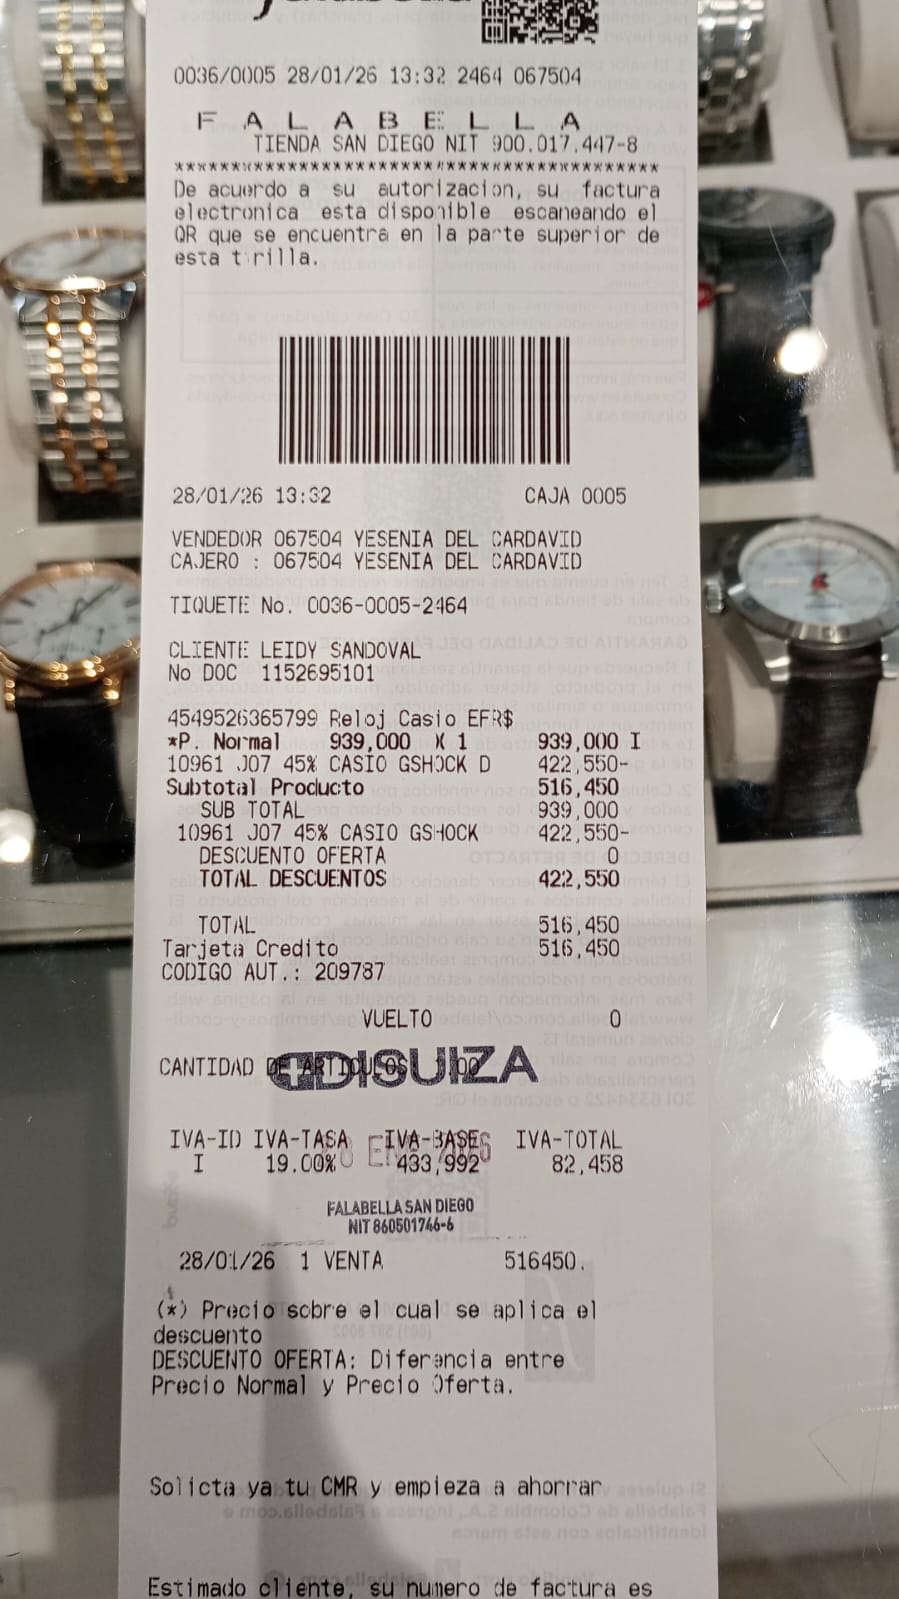 0036/0005 28/01/26 13:32 2464 067504
F A L A B E L L A
TIENDA SAN DIEGO NIT 900.017.447-8
*******************************************
De acuerdo a su autorizacion, su factura
electronica esta disponible escaneando el
QR que se encuentra en la parte superior de
esta tirilla.
28/01/26 13:32 CAJA 0005
VENDEDOR 067504 YESENIA DEL CARDAVID
CAJERO : 067504 YESENIA DEL CARDAVID
TIQUETE No. 0036-0005-2464
CLIENTE LEIDY SANDOVAL
No DOC 1152695101
4549526365799 Reloj Casio EFR$
*P. Normal 939,000 X 1 939,000 I
10961 J07 45% CASIO GSHOCK D 422,550-
Subtotal Producto 516,450
SUB TOTAL 939,000
10961 J07 45% CASIO GSHOCK 422,550-
DESCUENTO OFERTA 0
TOTAL DESCUENTOS 422,550
TOTAL 516,450
Tarjeta Credito 516,450
CODIGO AUT.: 209787
VUELTO 0
CANTIDAD DE ARTICULOS 1.00
DISUIZA
IVA-ID IVA-TASA IVA-BASE IVA-TOTAL
I 19.00% 433,992 82,458
FALABELLA SAN DIEGO
NIT 860501746-6
28/01/26 1 VENTA 516450.
(*) Precio sobre el cual se aplica el
descuento
DESCUENTO OFERTA: Diferencia entre
Precio Normal y Precio Oferta.
Solicta ya tu CMR y empieza a ahorrar
Estimado cliente, su numero de factura es